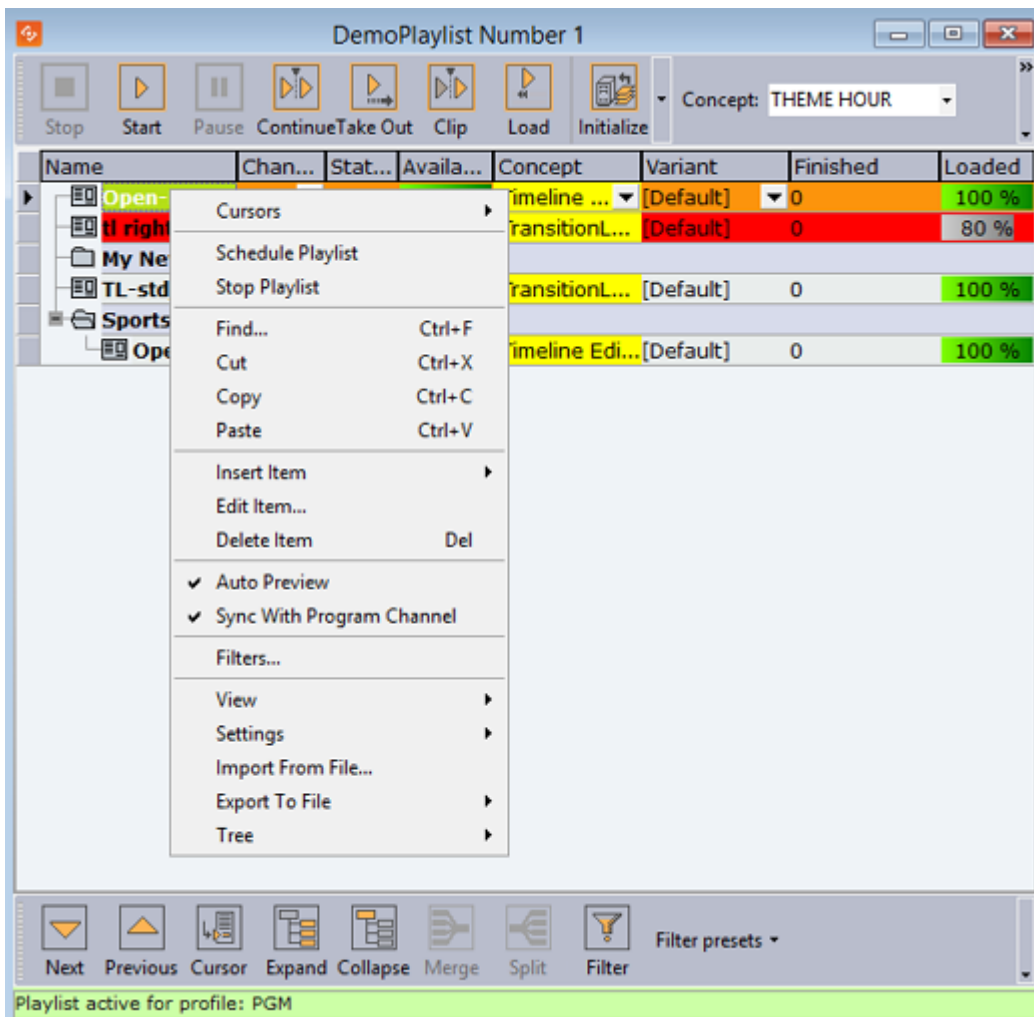 DemoPlaylist Number 1
Stop Start Pause Continue Take Out Clip Load Initialize Concept: THEME HOUR
Name Chan... Stat... Availa... Concept Variant Finished Loaded
Open- imeline ... [Default] 0 100 %
tl right ransitionL... [Default] 0 80 %
My Ne
TL-std ransitionL... [Default] 0 100 %
Sports
Ope imeline Edi... [Default] 0 100 %
Cursors
Schedule Playlist
Stop Playlist
Find... Ctrl+F
Cut Ctrl+X
Copy Ctrl+C
Paste Ctrl+V
Insert Item
Edit Item...
Delete Item Del
Auto Preview
Sync With Program Channel
Filters...
View
Settings
Import From File...
Export To File
Tree
Next Previous Cursor Expand Collapse Merge Split Filter Filter presets
Playlist active for profile: PGM